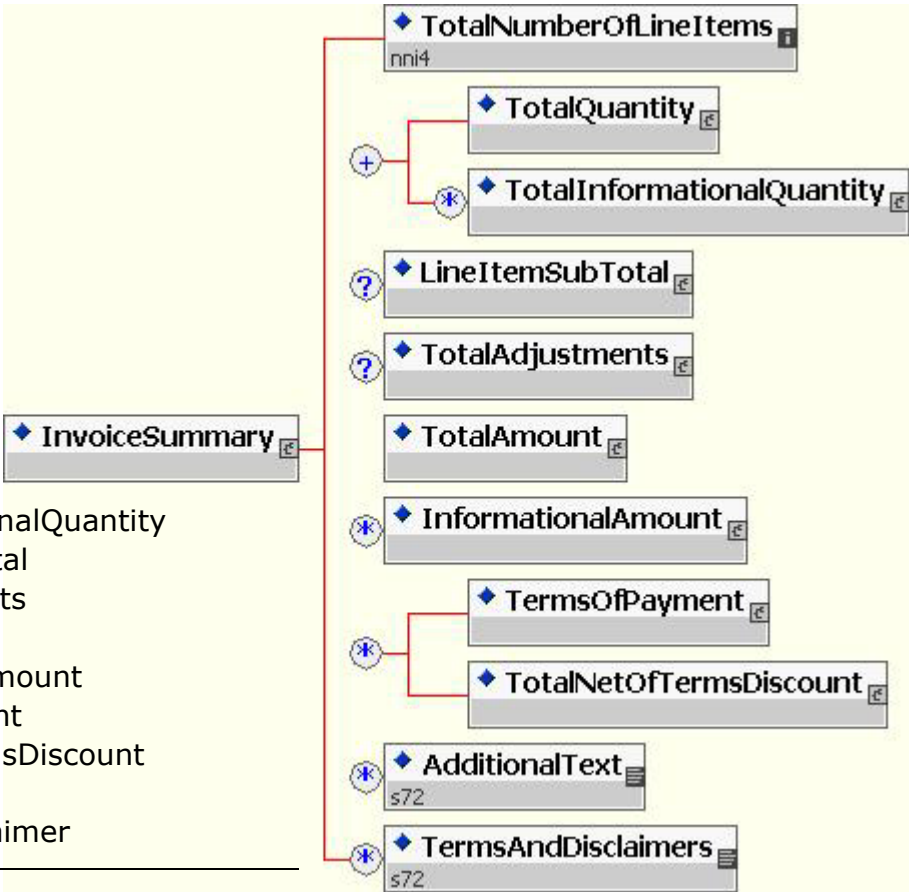 TotalNumberOfLineItems
nni4
+
TotalQuantity
*
TotalInformationalQuantity
?
LineItemSubTotal
?
TotalAdjustments
InvoiceSummary
TotalAmount
nalQuantity
tal
ts
mount
nt
sDiscount
aimer
*
InformationalAmount
*
TermsOfPayment
TotalNetOfTermsDiscount
*
AdditionalText
s72
*
TermsAndDisclaimers
s72